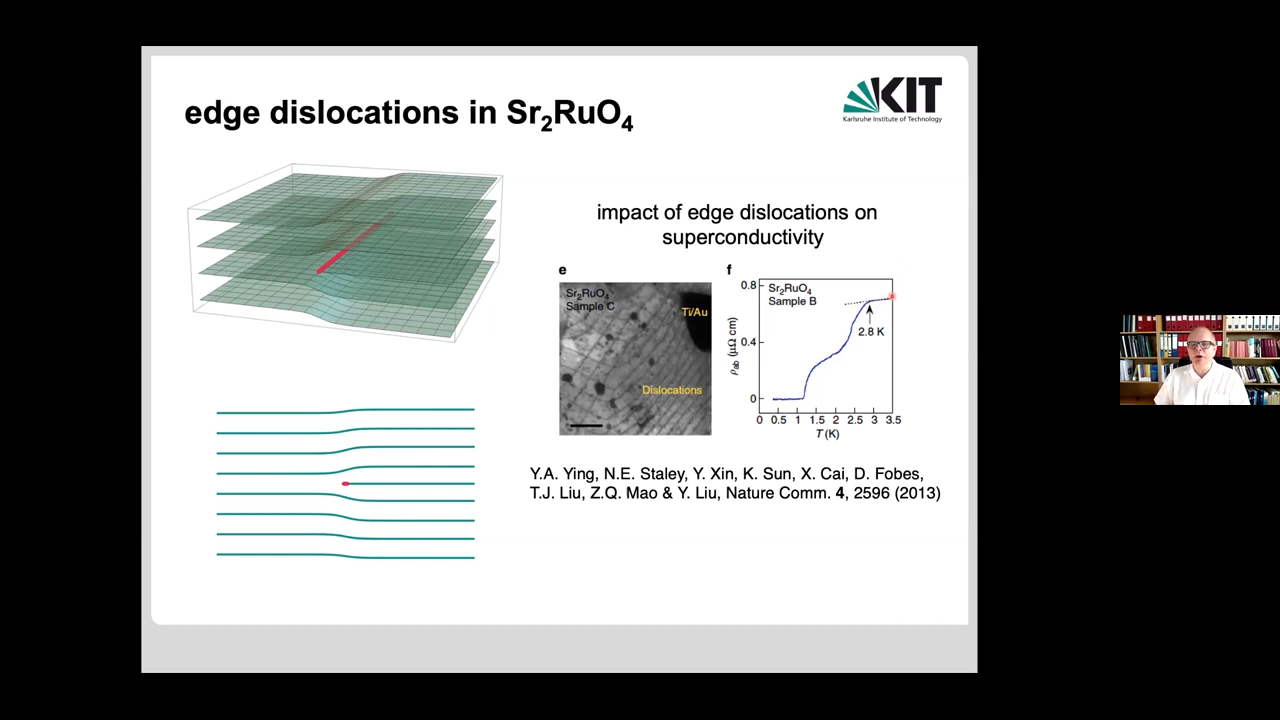 edge dislocations in Sr₂RuO₄
KIT
Karlsruhe Institute of Technology
impact of edge dislocations on
superconductivity
e
Sr₂RuO₄
Sample C
Ti/Au
Dislocations
f
Sr₂RuO₄
Sample B
2.8 K
0.8
0.4
0
ρab (μΩ cm)
0 0.5 1 1.5 2 2.5 3 3.5
T (K)
Y.A. Ying, N.E. Staley, Y. Xin, K. Sun, X. Cai, D. Fobes,
T.J. Liu, Z.Q. Mao & Y. Liu, Nature Comm. 4, 2596 (2013)